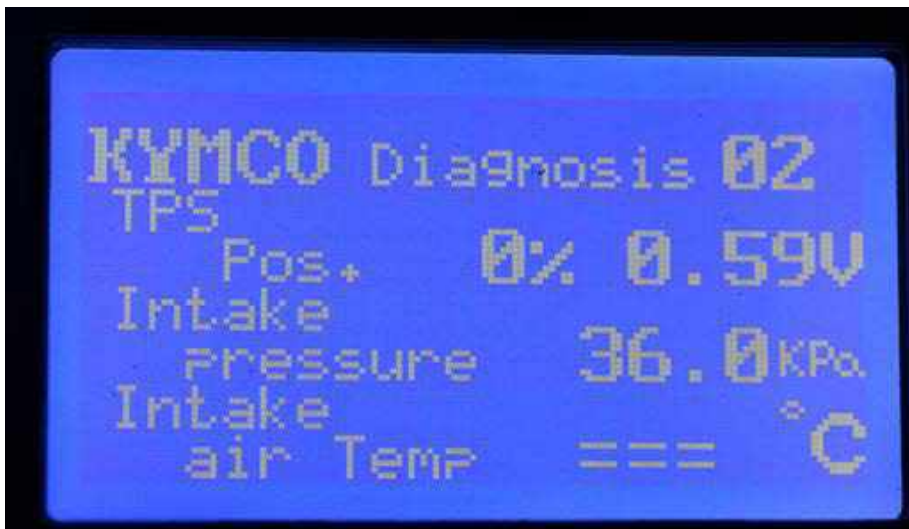 KYMCO Diagnosis 02
TPS
Pos. 0% 0.59V
Intake
pressure 36.0KPa
Intake
air Temp === °C